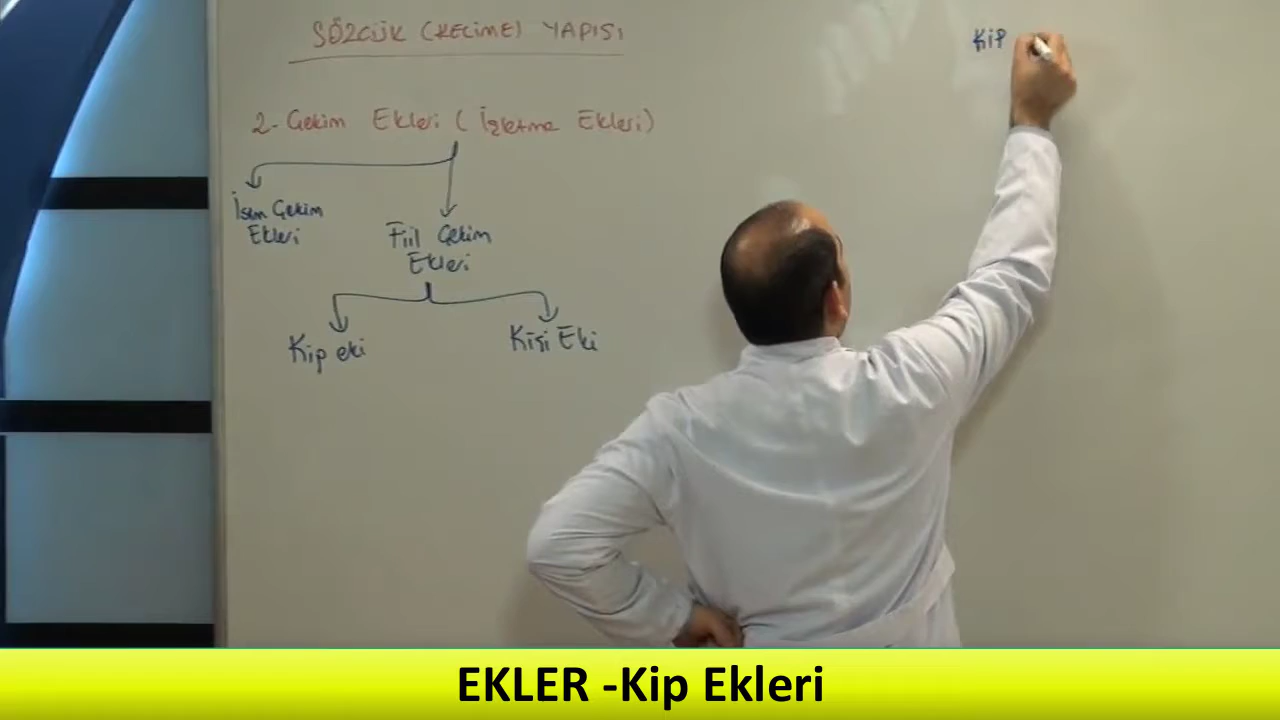 SÖZCÜK (KELİME) YAPISI
2- Çekim Ekleri ( İşletme Ekleri)
İsim Çekim
Ekleri
Fiil Çekim
Ekleri
Kip eki
Kişi Eki
Kip
EKLER -Kip Ekleri